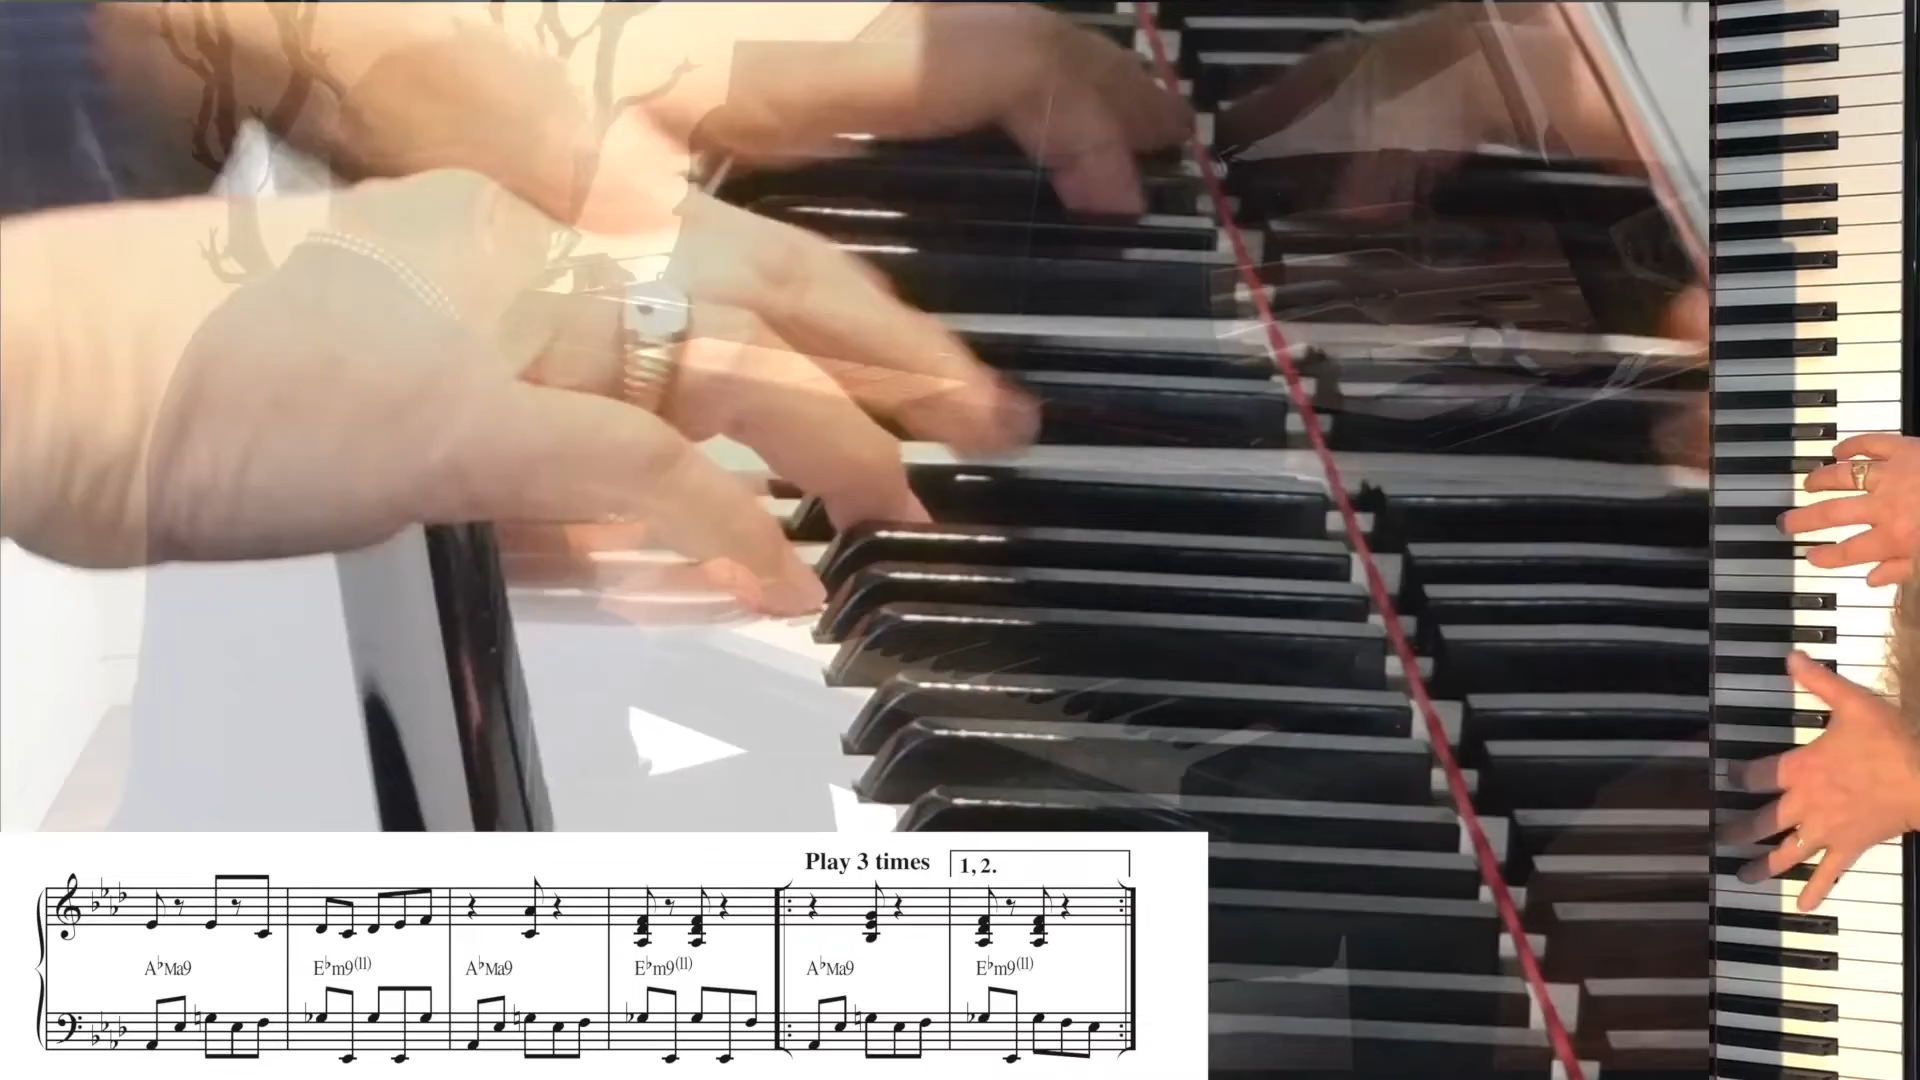 Play 3 times 1, 2.
A♭Ma9 E♭m9(11) A♭Ma9 E♭m9(11) A♭Ma9 E♭m9(11)